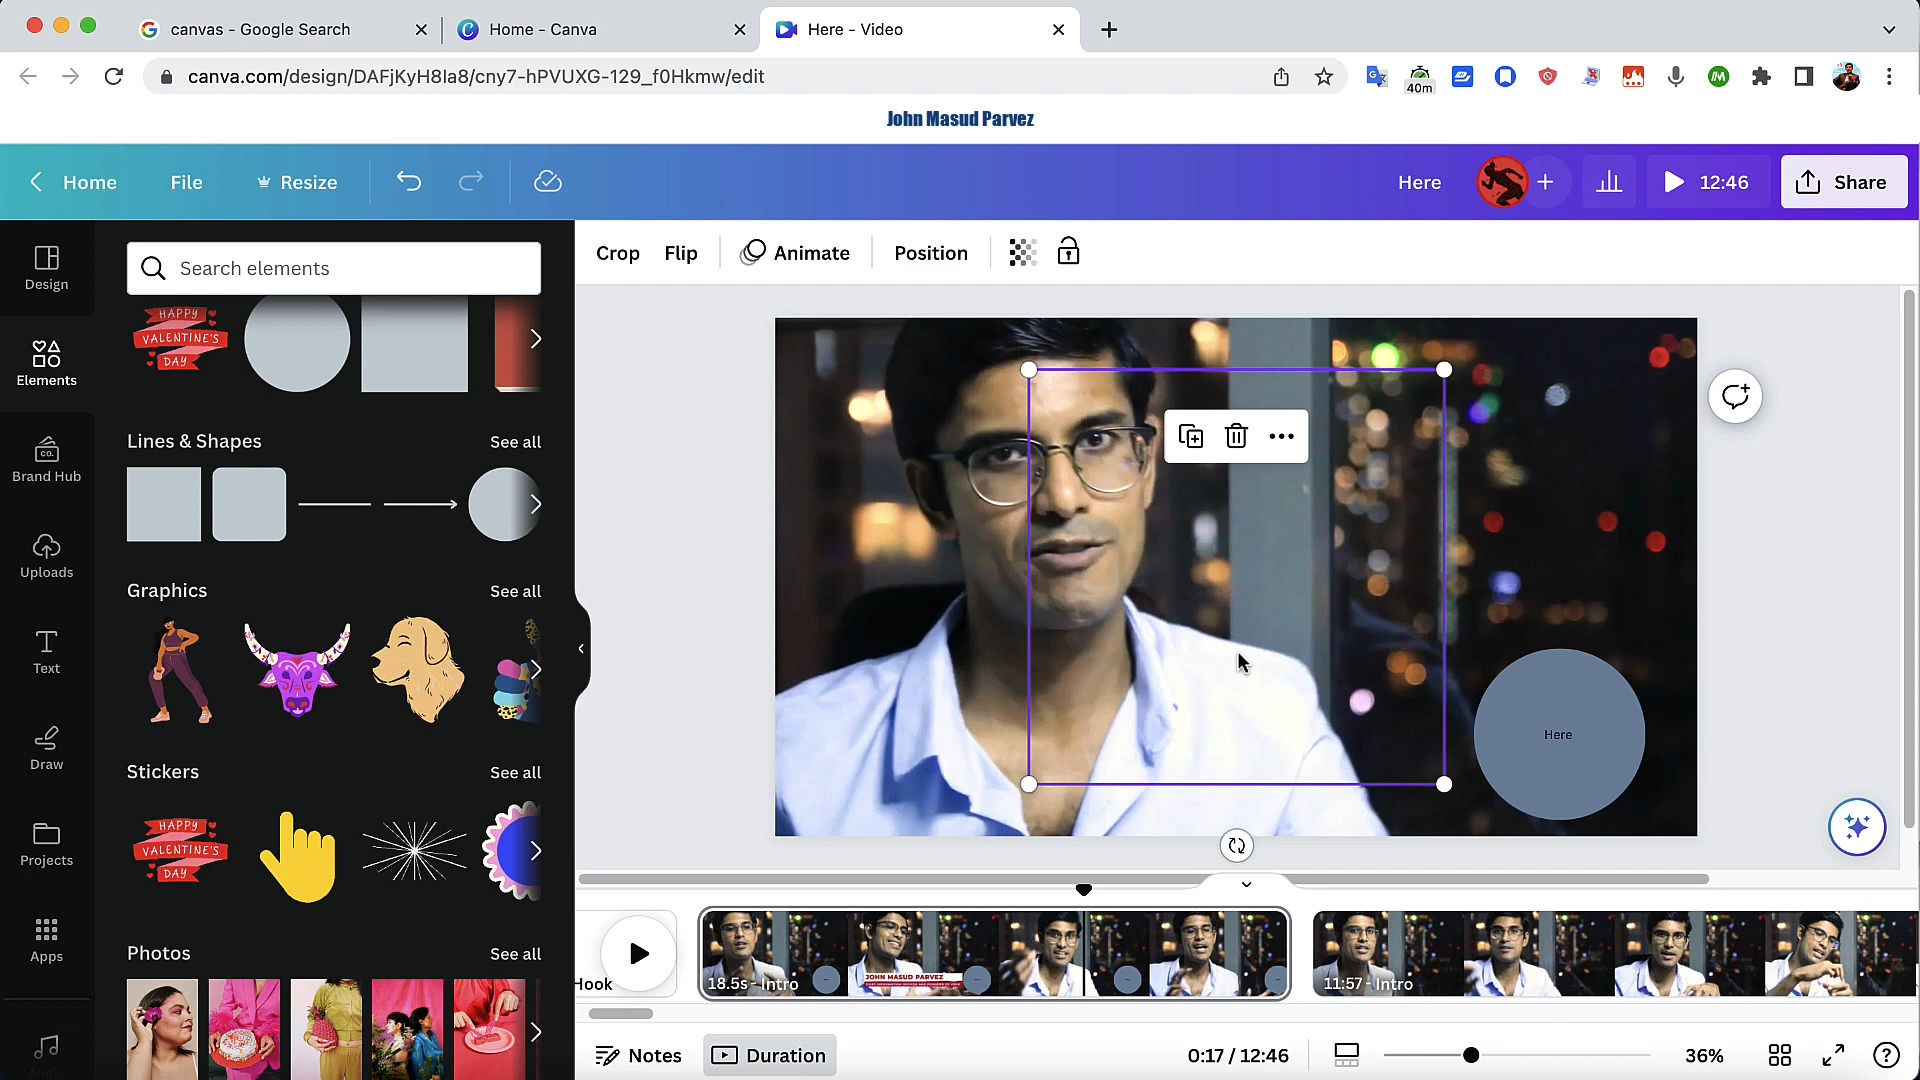 canvas - Google Search
Home - Canva
Here - Video
canva.com/design/DAFjKyH8Ia8/cny7-hPVUXG-129_f0Hkmw/edit
40m
John Masud Parvez
Home
File
Resize
Here
12:46
Share
Design
Elements
Brand Hub
CO.
Uploads
Text
Draw
Projects
Apps
Search elements
HAPPY
VALENTINE'S
DAY
Lines & Shapes
See all
Graphics
See all
Stickers
See all
HAPPY
VALENTINE'S
DAY
Photos
See all
Crop
Flip
Animate
Position
Here
Hook
18.5s - Intro
JOHN MASUD PARVEZ
11:57 - Intro
Notes
Duration
0:17 / 12:46
36%